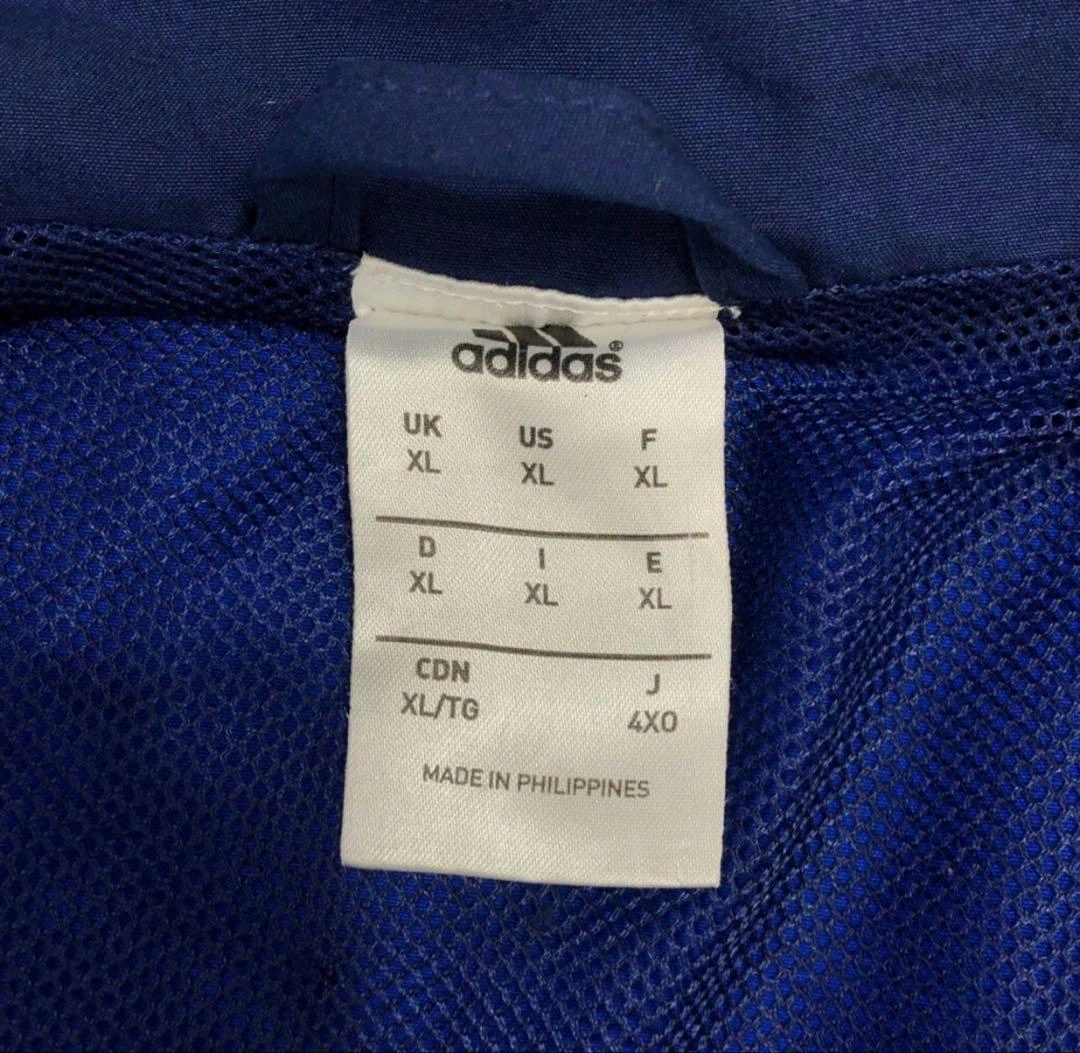 adidas®
UK US F
XL XL XL
D I E
XL XL XL
CDN J
XL/TG 4XO
MADE IN PHILIPPINES